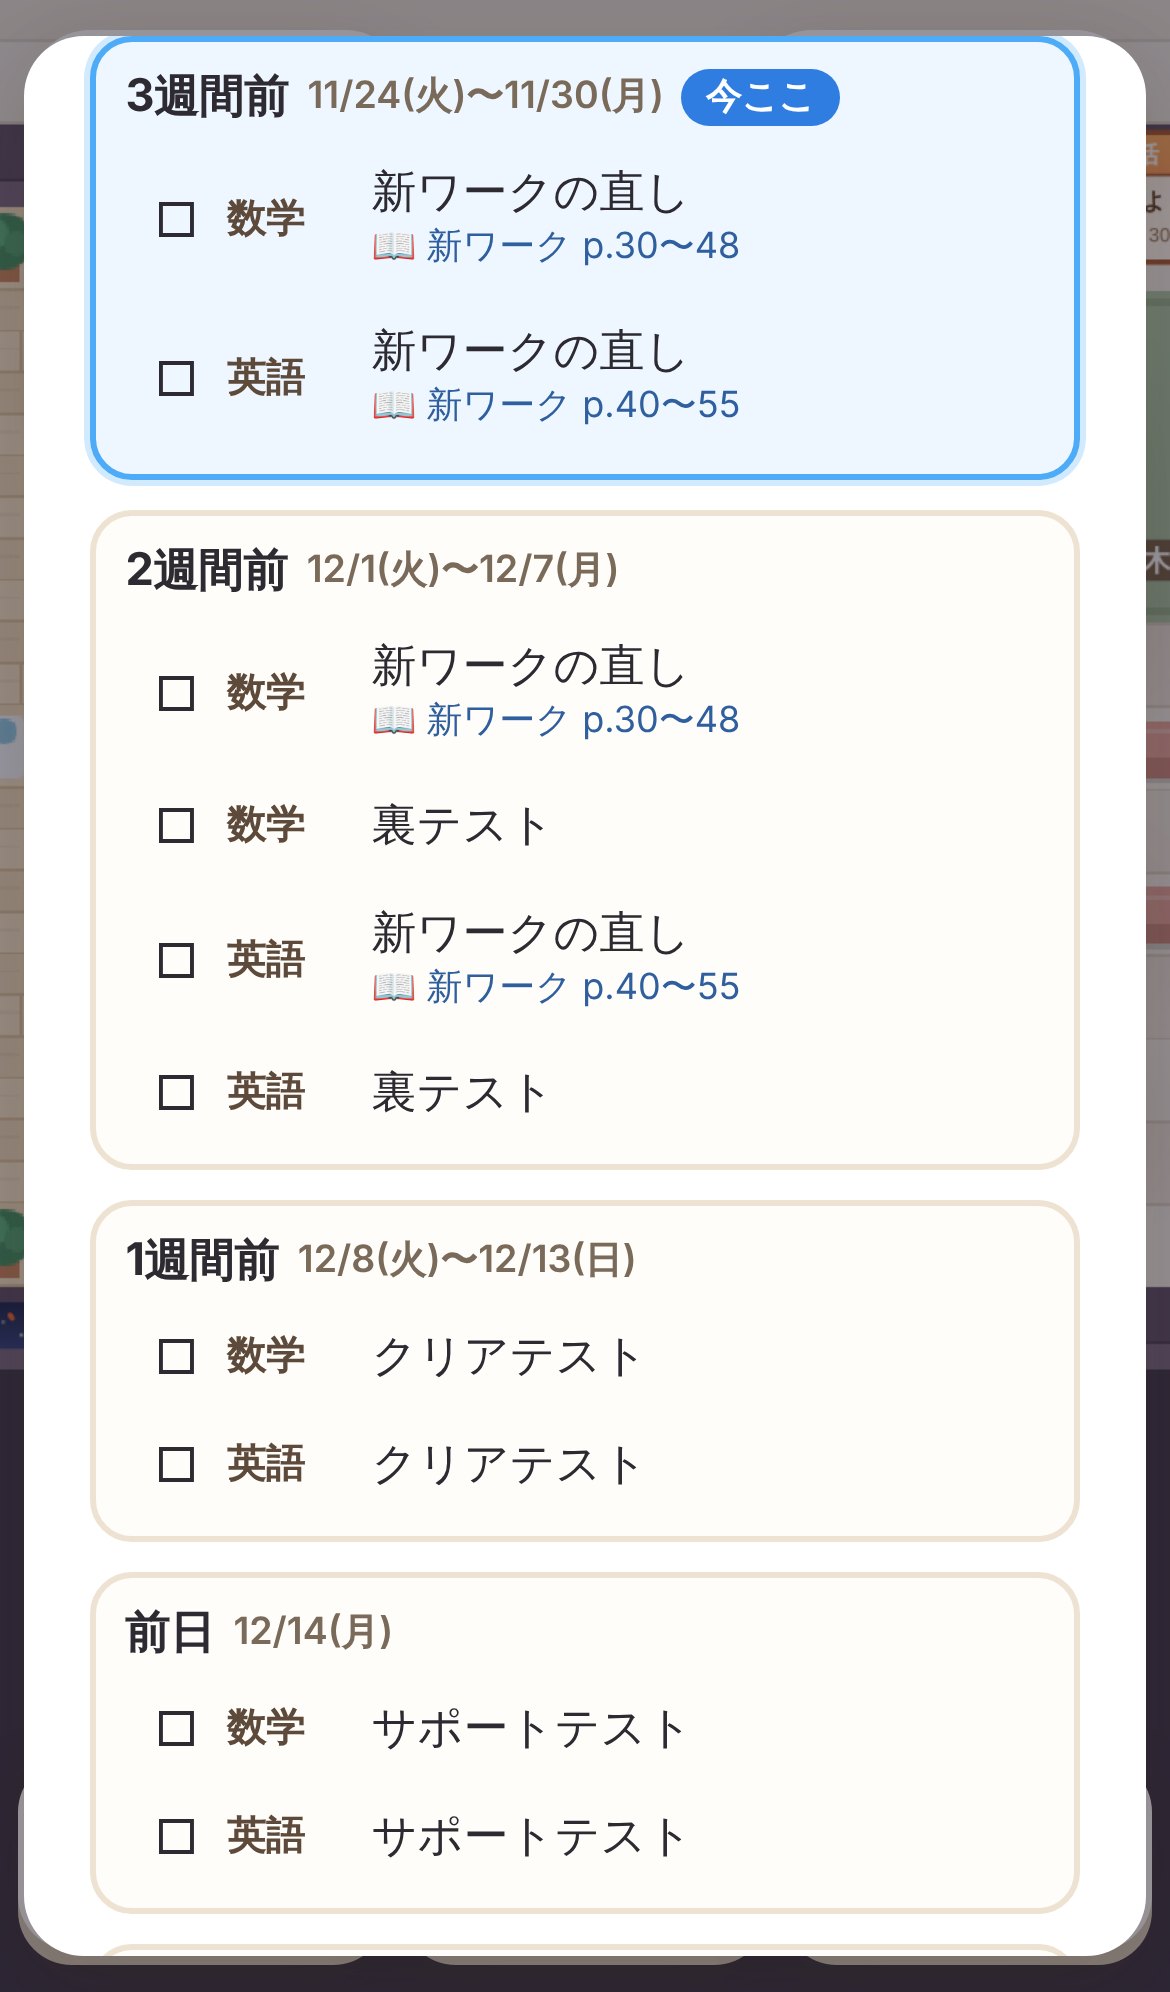 3週間前 11/24(火)〜11/30(月) 今ここ
数学 新ワークの直し
📖 新ワーク p.30〜48
英語 新ワークの直し
📖 新ワーク p.40〜55
2週間前 12/1(火)〜12/7(月)
数学 新ワークの直し
📖 新ワーク p.30〜48
数学 裏テスト
英語 新ワークの直し
📖 新ワーク p.40〜55
英語 裏テスト
1週間前 12/8(火)〜12/13(日)
数学 クリアテスト
英語 クリアテスト
前日 12/14(月)
数学 サポートテスト
英語 サポートテスト
話
よ
30
木